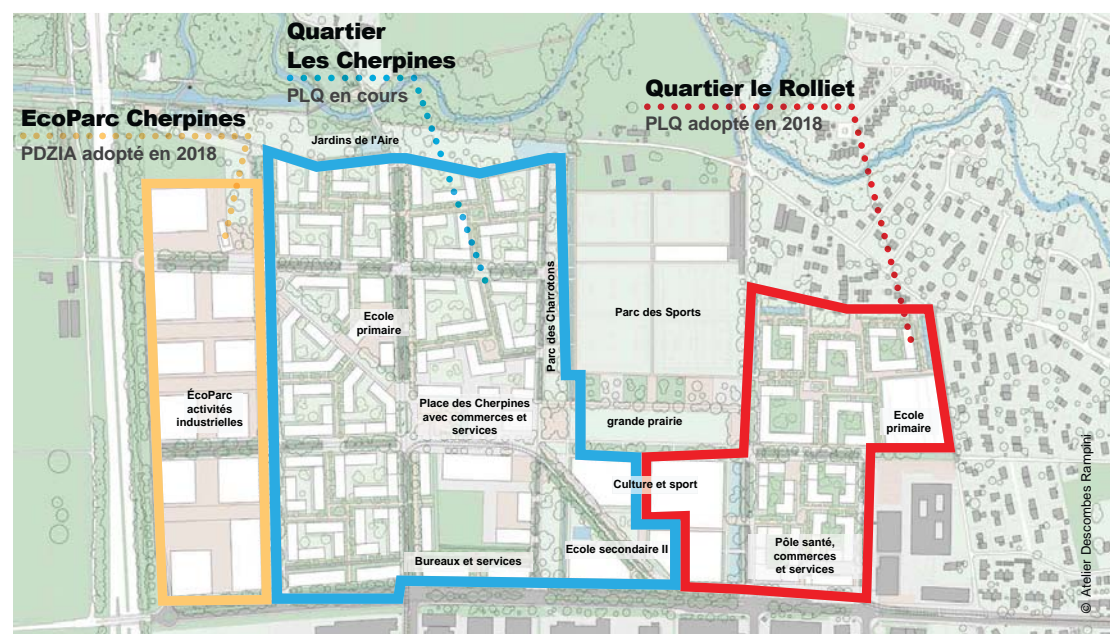 Quartier
Les Cherpines
PLQ en cours
Quartier le Rolliet
PLQ adopté en 2018
EcoParc Cherpines
PDZIA adopté en 2018
Jardins de l'Aire
Ecole
primaire
Parc des Charrotons
Parc des Sports
ÉcoParc
activités
industrielles
Place des Cherpines
avec commerces et
services
grande prairie
Ecole
primaire
Culture et sport
Bureaux et services
Ecole secondaire II
Pôle santé,
commerces
et services
© Atelier Descombes Rampini